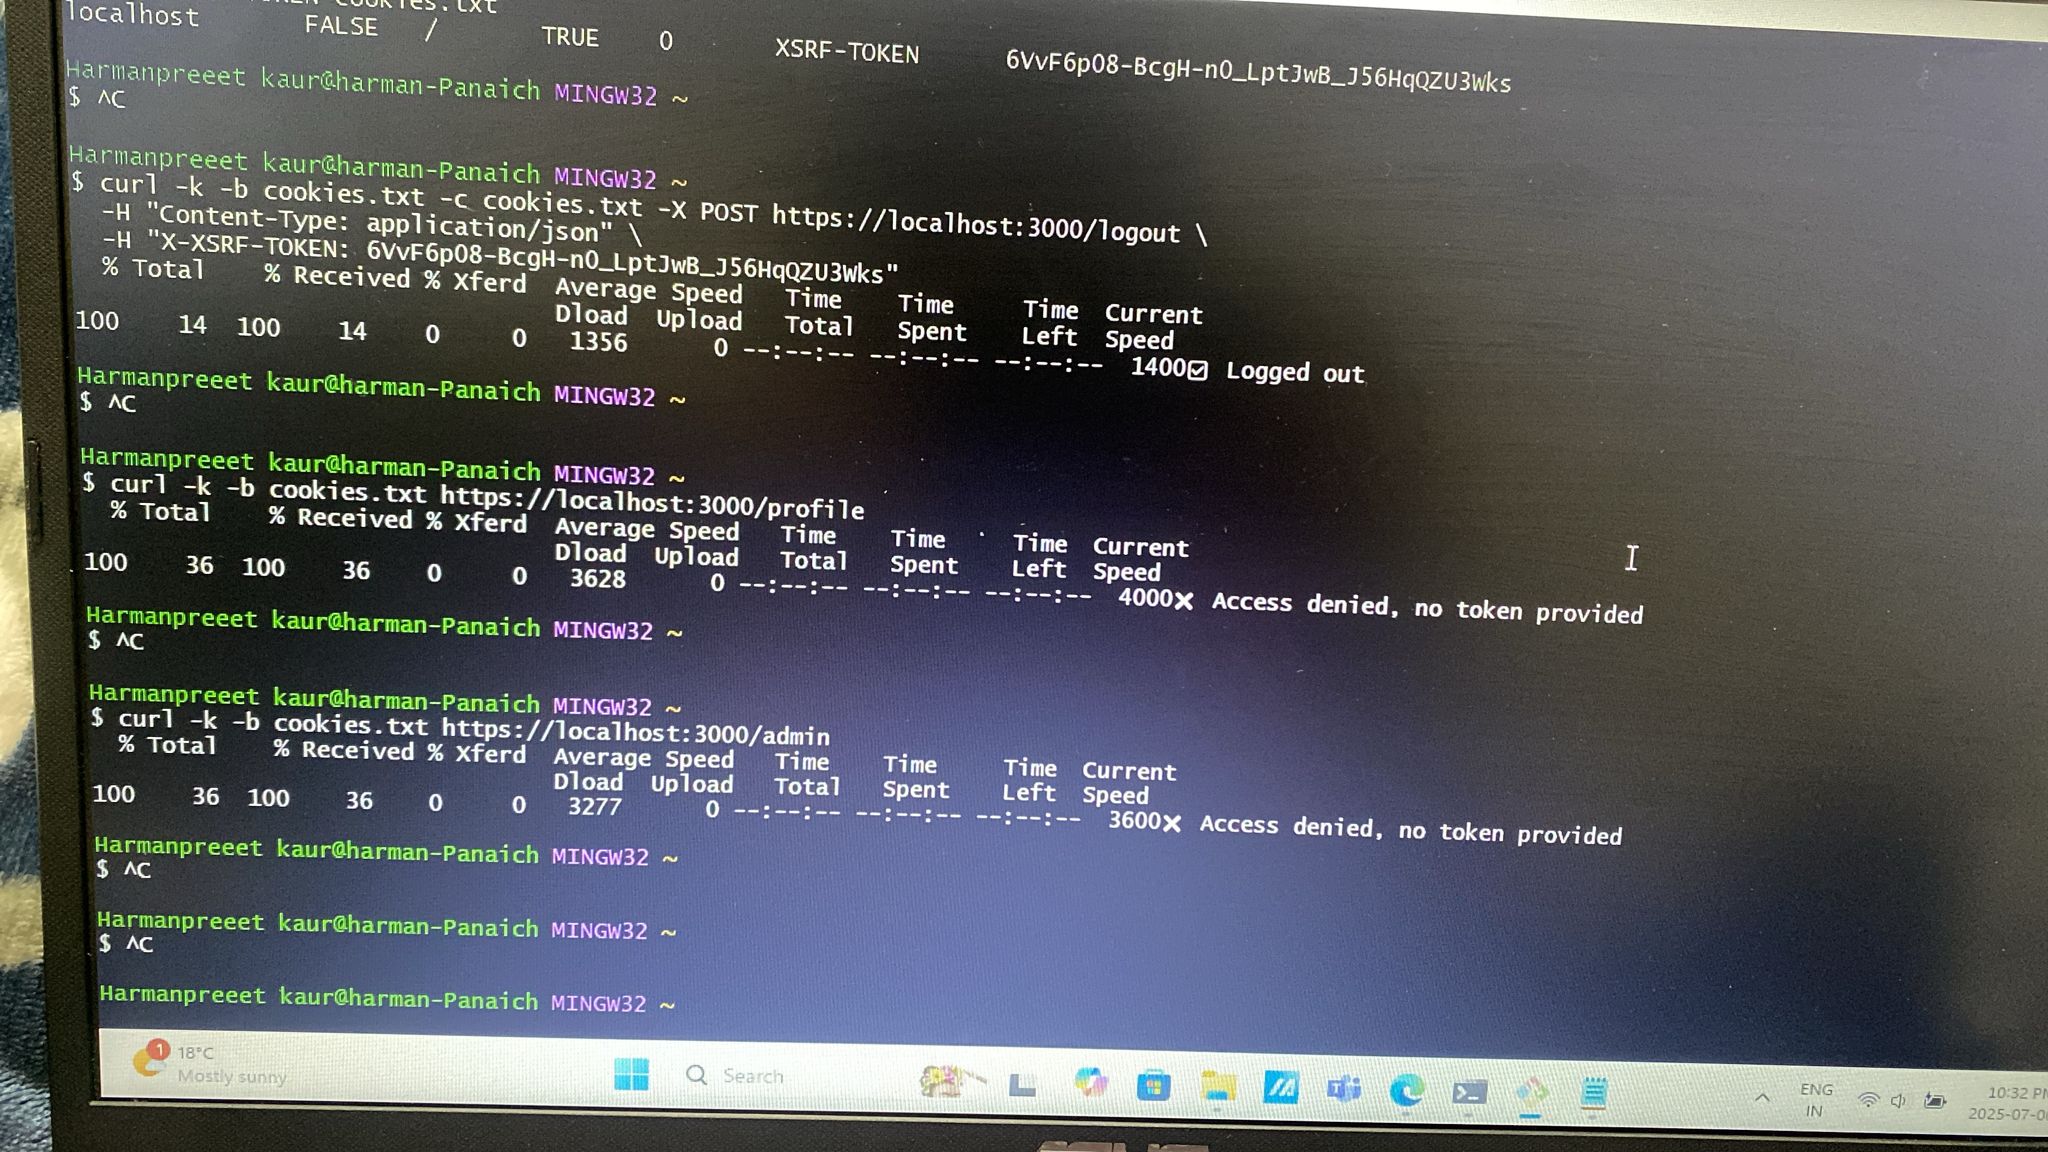 TOKEN cookies.txt
localhost FALSE / TRUE 0 XSRF-TOKEN 6VvF6p08-BcgH-n0_LptJwB_J56HqQZU3Wks
Harmanpreeet kaur@harman-Panaich MINGW32 ~
$ ^C
Harmanpreeet kaur@harman-Panaich MINGW32 ~
$ curl -k -b cookies.txt -c cookies.txt -X POST https://localhost:3000/logout \
-H "Content-Type: application/json" \
-H "X-XSRF-TOKEN: 6VvF6p08-BcgH-n0_LptJwB_J56HqQZU3Wks"
% Total % Received % Xferd Average Speed Time Time Time Current
Dload Upload Total Spent Left Speed
100 14 100 14 0 0 1356 0 --:--:-- --:--:-- --:--:-- 1400☑ Logged out
Harmanpreeet kaur@harman-Panaich MINGW32 ~
$ ^C
Harmanpreeet kaur@harman-Panaich MINGW32 ~
$ curl -k -b cookies.txt https://localhost:3000/profile
% Total % Received % Xferd Average Speed Time Time Time Current
Dload Upload Total Spent Left Speed
100 36 100 36 0 0 3628 0 --:--:-- --:--:-- --:--:-- 4000❌ Access denied, no token provided
Harmanpreeet kaur@harman-Panaich MINGW32 ~
$ ^C
Harmanpreeet kaur@harman-Panaich MINGW32 ~
$ curl -k -b cookies.txt https://localhost:3000/admin
% Total % Received % Xferd Average Speed Time Time Time Current
Dload Upload Total Spent Left Speed
100 36 100 36 0 0 3277 0 --:--:-- --:--:-- --:--:-- 3600❌ Access denied, no token provided
Harmanpreeet kaur@harman-Panaich MINGW32 ~
$ ^C
Harmanpreeet kaur@harman-Panaich MINGW32 ~
$ ^C
Harmanpreeet kaur@harman-Panaich MINGW32 ~
1 18°C
Mostly sunny
Search
ENG
IN
10:32
2025-07-0